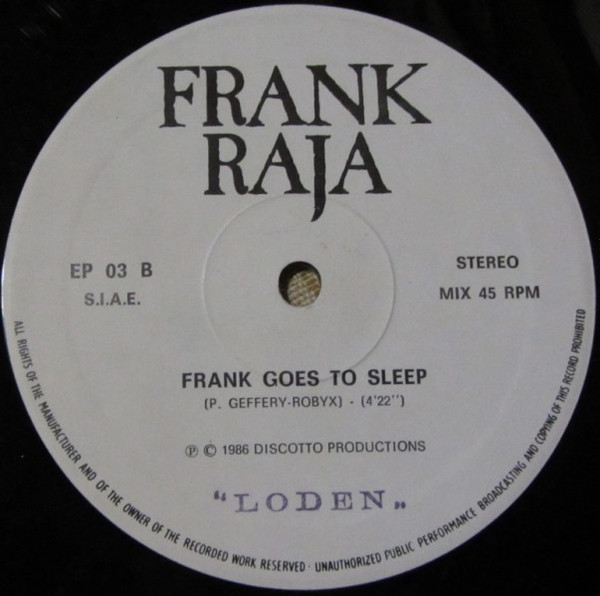 FRANK
RAJA
EP 03 B
S.I.A.E.
STEREO
MIX 45 RPM
FRANK GOES TO SLEEP
(P. GEFFERY-ROBYX) - (4'22")
℗ © 1986 DISCOTTO PRODUCTIONS
“LODEN„
ALL RIGHTS OF THE MANUFACTURER AND OF THE OWNER OF THE RECORDED WORK RESERVED · UNAUTHORIZED PUBLIC PERFORMANCE BROADCASTING AND COPYING OF THIS RECORD PROHIBITED